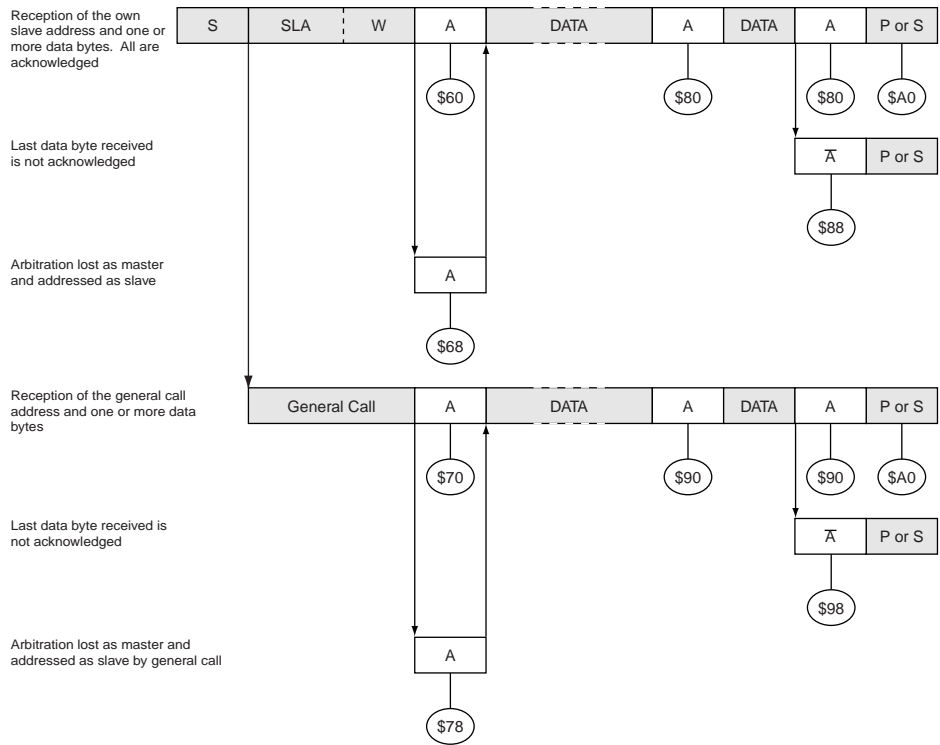 Reception of the own
slave address and one or
more data bytes. All are
acknowledged
S SLA W A DATA A DATA A P or S
$60 $80 $80 $A0
Last data byte received
is not acknowledged
A̅ P or S
$88
Arbitration lost as master
and addressed as slave
A
$68
Reception of the general call
address and one or more data
bytes
General Call A DATA A DATA A P or S
$70 $90 $90 $A0
Last data byte received is
not acknowledged
A̅ P or S
$98
Arbitration lost as master and
addressed as slave by general call
A
$78